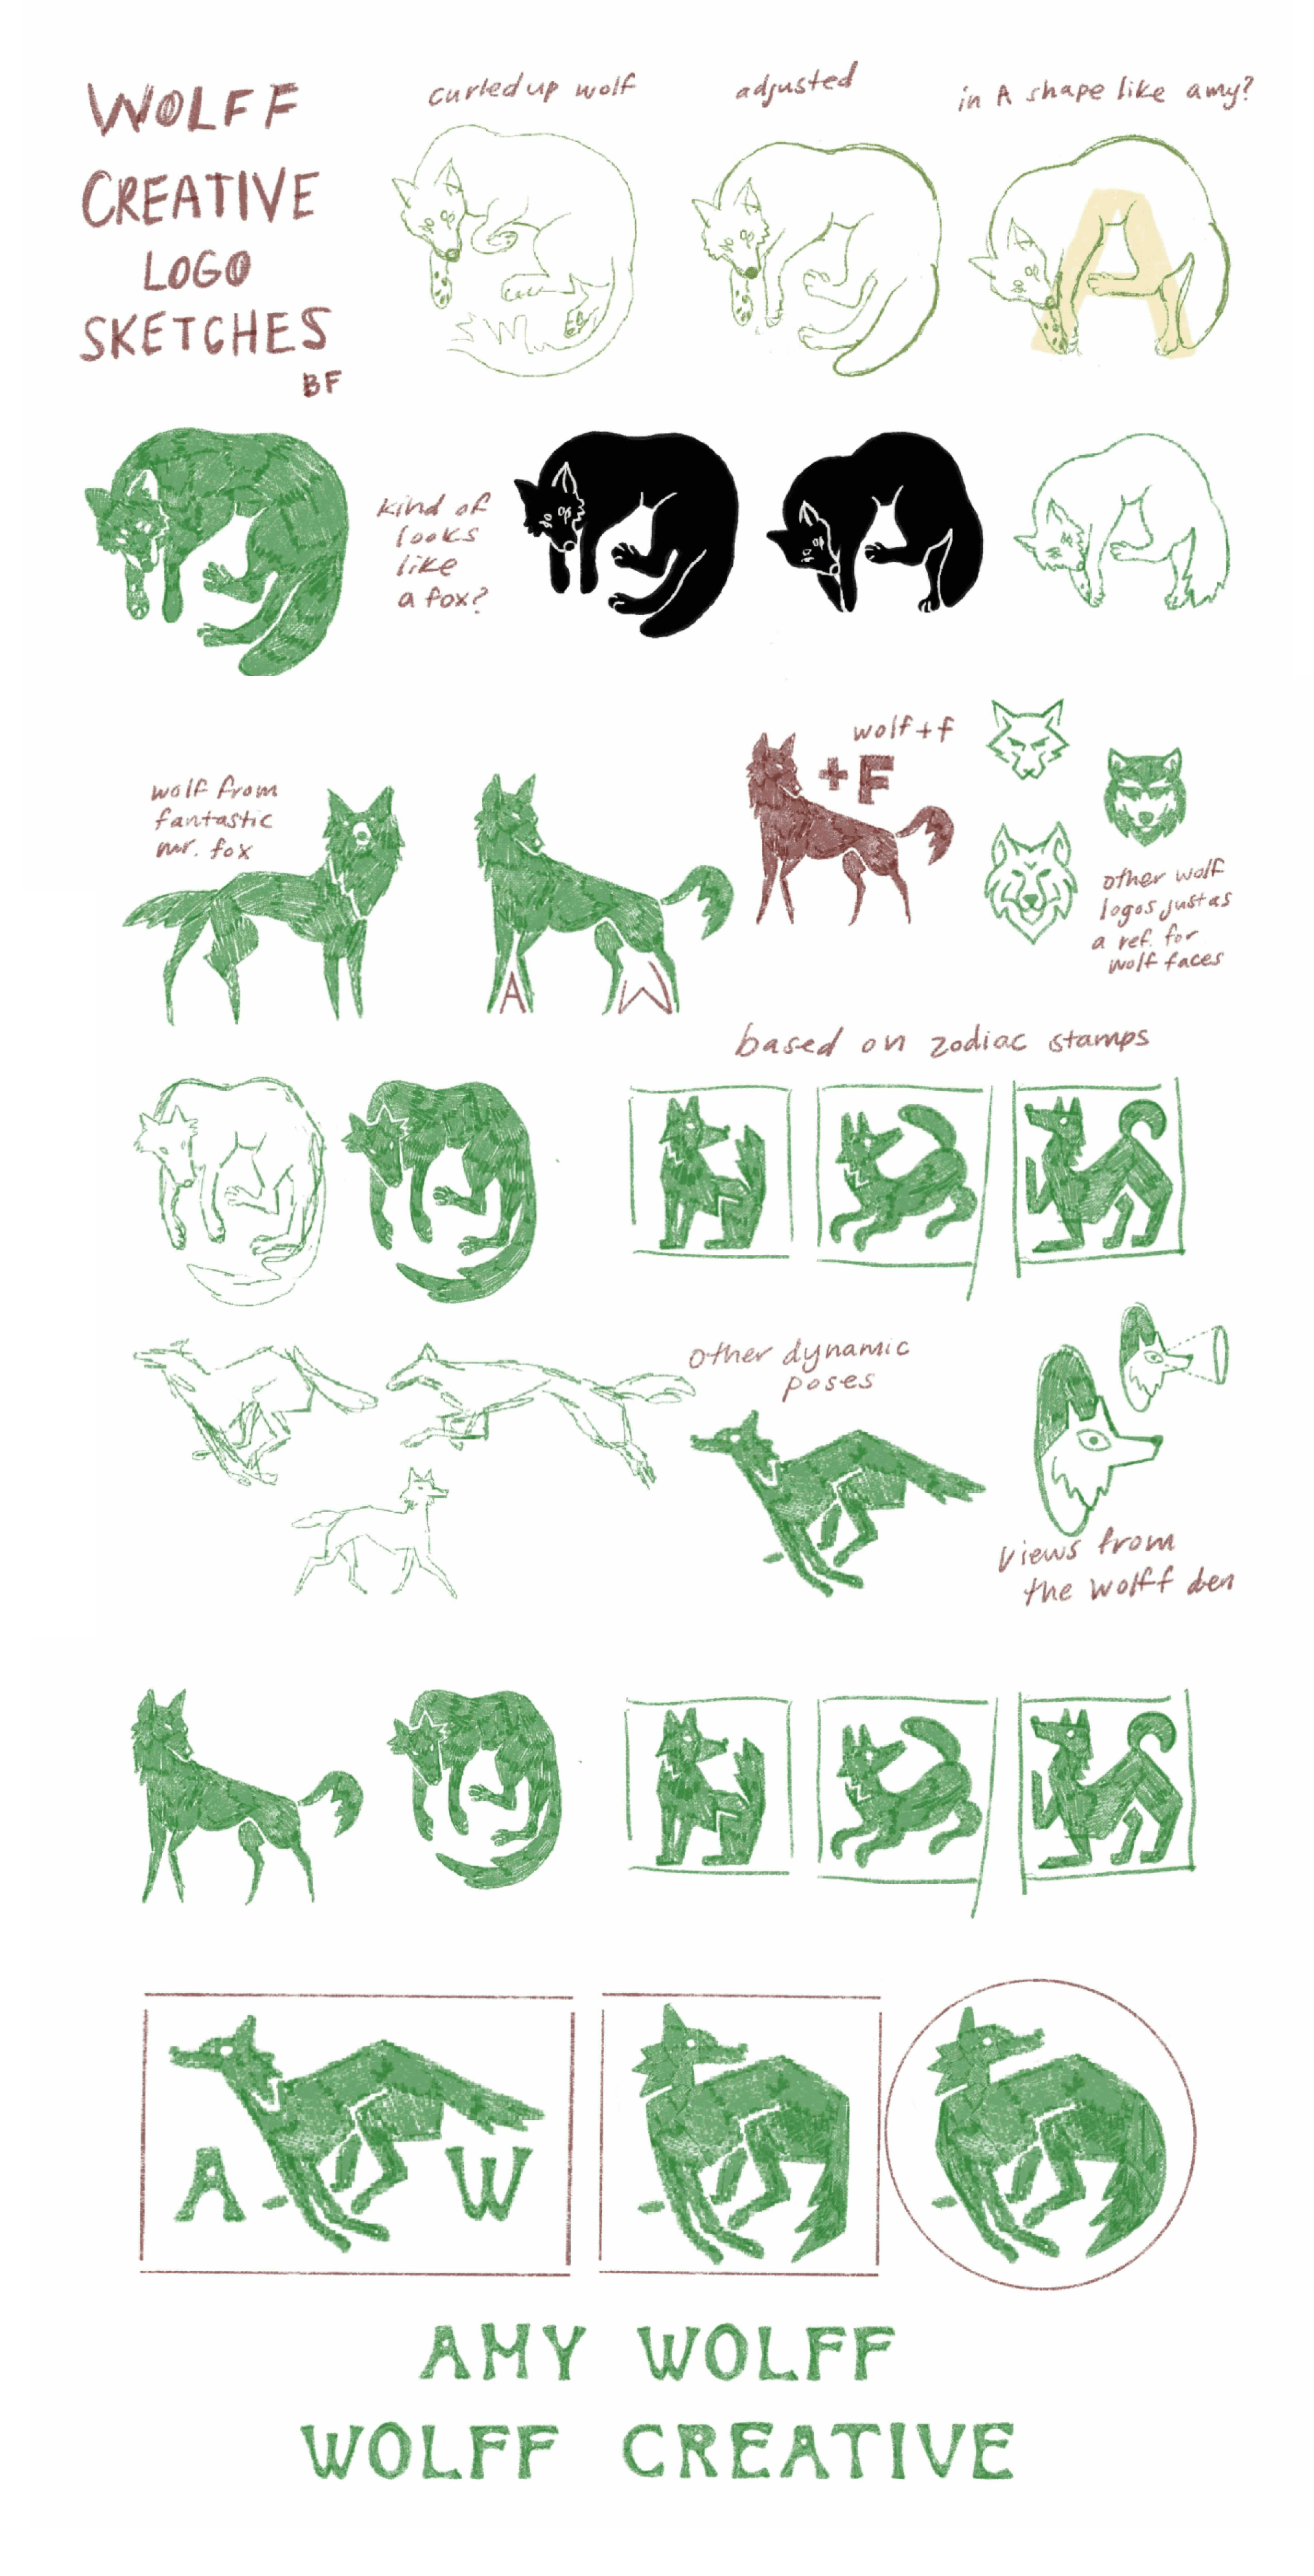 WOLFF
CREATIVE
LOGO
SKETCHES
BF
curled up wolf
adjusted
in A shape like amy?
A
kind of
looks
like
a fox?
wolf from
fantastic
mr. fox
A
W
wolf + f
+F
other wolf
logos just as
a ref. for
wolf faces
based on zodiac stamps
other dynamic
poses
views from
the wolff den
A
W
AMY WOLFF
WOLFF CREATIVE